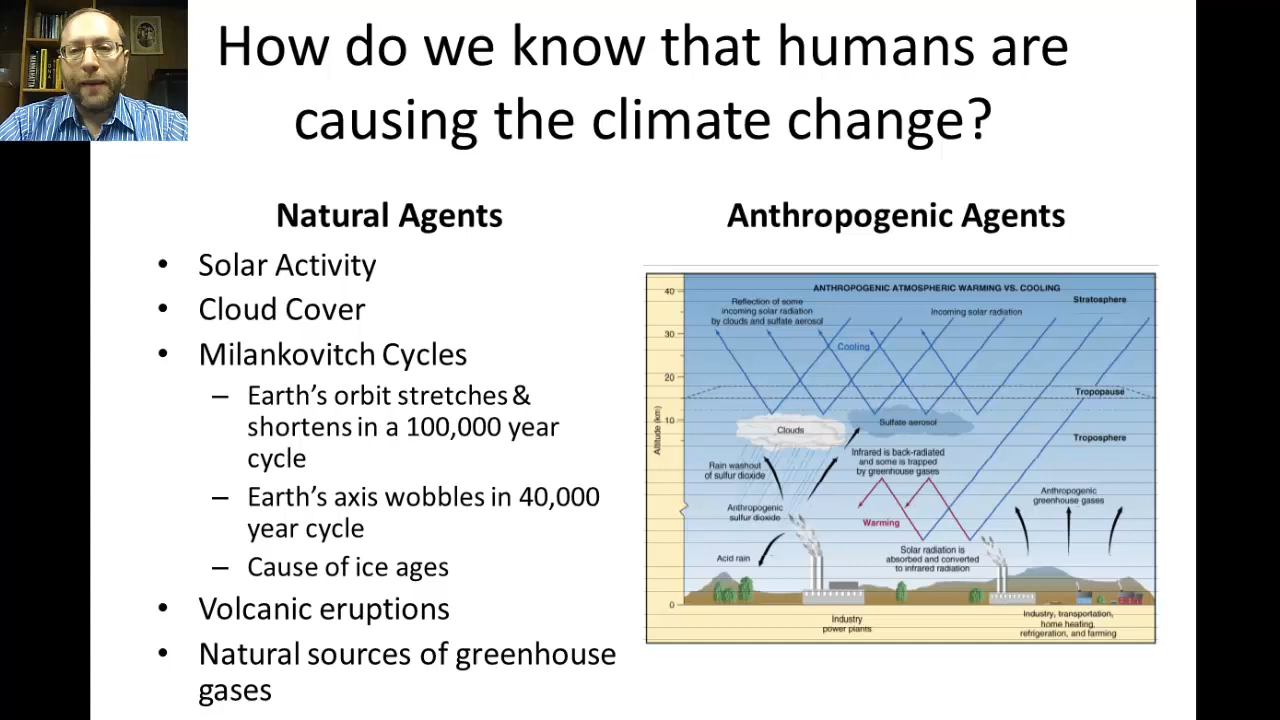 How do we know that humans are
causing the climate change?
Natural Agents
• Solar Activity
• Cloud Cover
• Milankovitch Cycles
– Earth's orbit stretches &
shortens in a 100,000 year
cycle
– Earth's axis wobbles in 40,000
year cycle
– Cause of ice ages
• Volcanic eruptions
• Natural sources of greenhouse
gases
Anthropogenic Agents
ANTHROPOGENIC ATMOSPHERIC WARMING VS. COOLING
40
30
20
10
0
Altitude (km)
Reflection of some
incoming solar radiation
by clouds and sulfate aerosol
Incoming solar radiation
Stratosphere
Cooling
Tropopause
Clouds
Sulfate aerosol
Troposphere
Rain washout
of sulfur dioxide
Infrared is back-radiated
and some is trapped
by greenhouse gases
Anthropogenic
greenhouse gases
Anthropogenic
sulfur dioxide
Warming
Acid rain
Solar radiation is
absorbed and converted
to infrared radiation
Industry
power plants
Industry, transportation,
home heating,
refrigeration, and farming